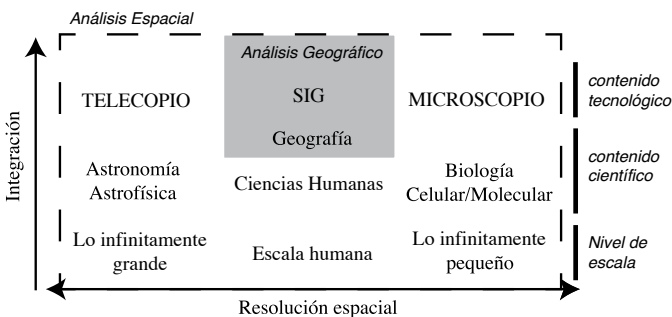 Análisis Espacial
Análisis Geográfico
TELECOPIO
SIG
MICROSCOPIO
contenido
tecnológico
Geografía
Astronomía
Astrofísica
Ciencias Humanas
Biología
Celular/Molecular
contenido
científico
Lo infinitamente
grande
Escala humana
Lo infinitamente
pequeño
Nivel de
escala
Integración
Resolución espacial